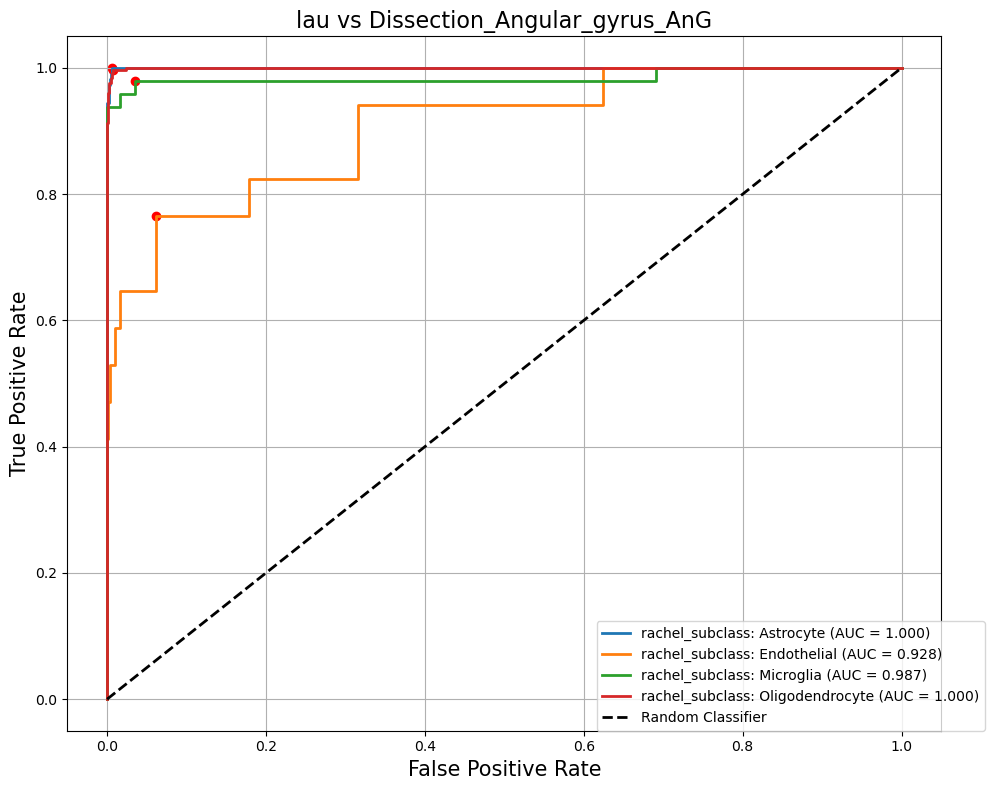 lau vs Dissection_Angular_gyrus_AnG
True Positive Rate
1.0
0.8
0.6
0.4
0.2
0.0
0.0 0.2 0.4 0.6 0.8 1.0
False Positive Rate
rachel_subclass: Astrocyte (AUC = 1.000)
rachel_subclass: Endothelial (AUC = 0.928)
rachel_subclass: Microglia (AUC = 0.987)
rachel_subclass: Oligodendrocyte (AUC = 1.000)
Random Classifier